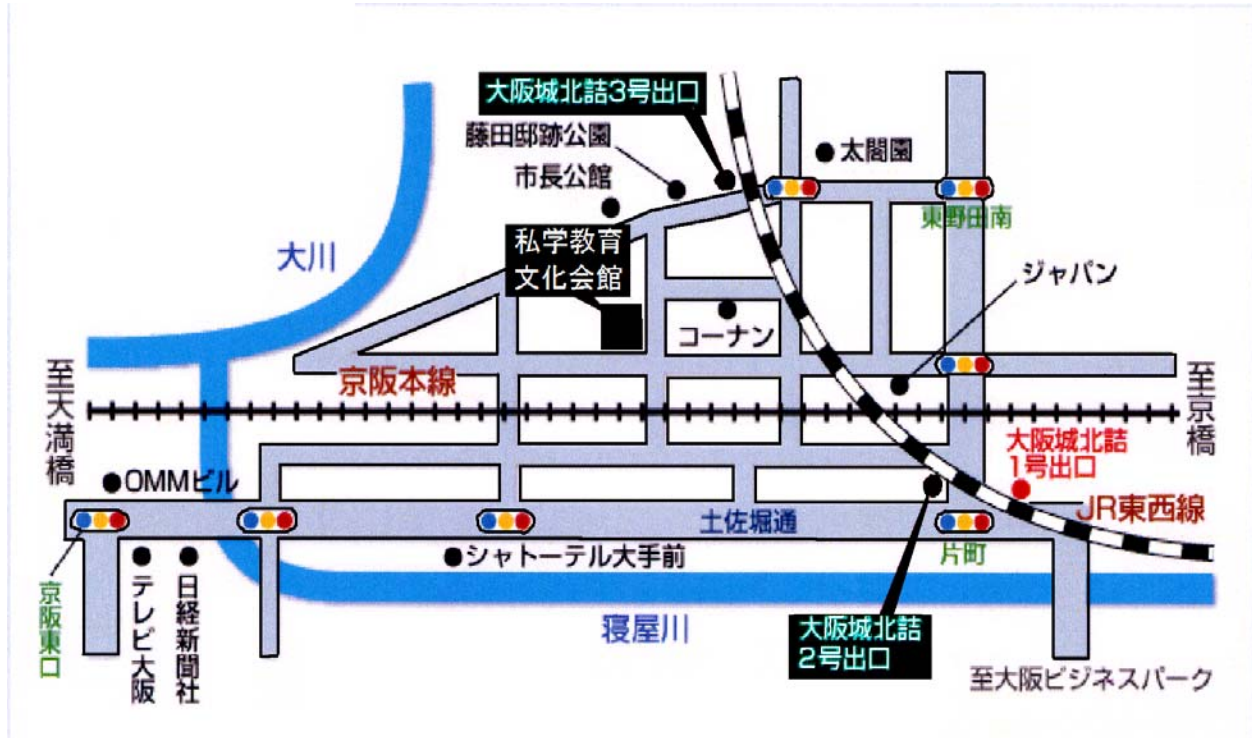 大阪城北詰3号出口
藤田邸跡公園
太閤園
市長公館
東野田南
私学教育
文化会館
大川
ジャパン
コーナン
京阪本線
至天満橋
至京橋
大阪城北詰
1号出口
OMMビル
JR東西線
土佐堀通
シャトーテル大手前
片町
京阪東口
テレビ大阪
日経新聞社
寝屋川
大阪城北詰
2号出口
至大阪ビジネスパーク